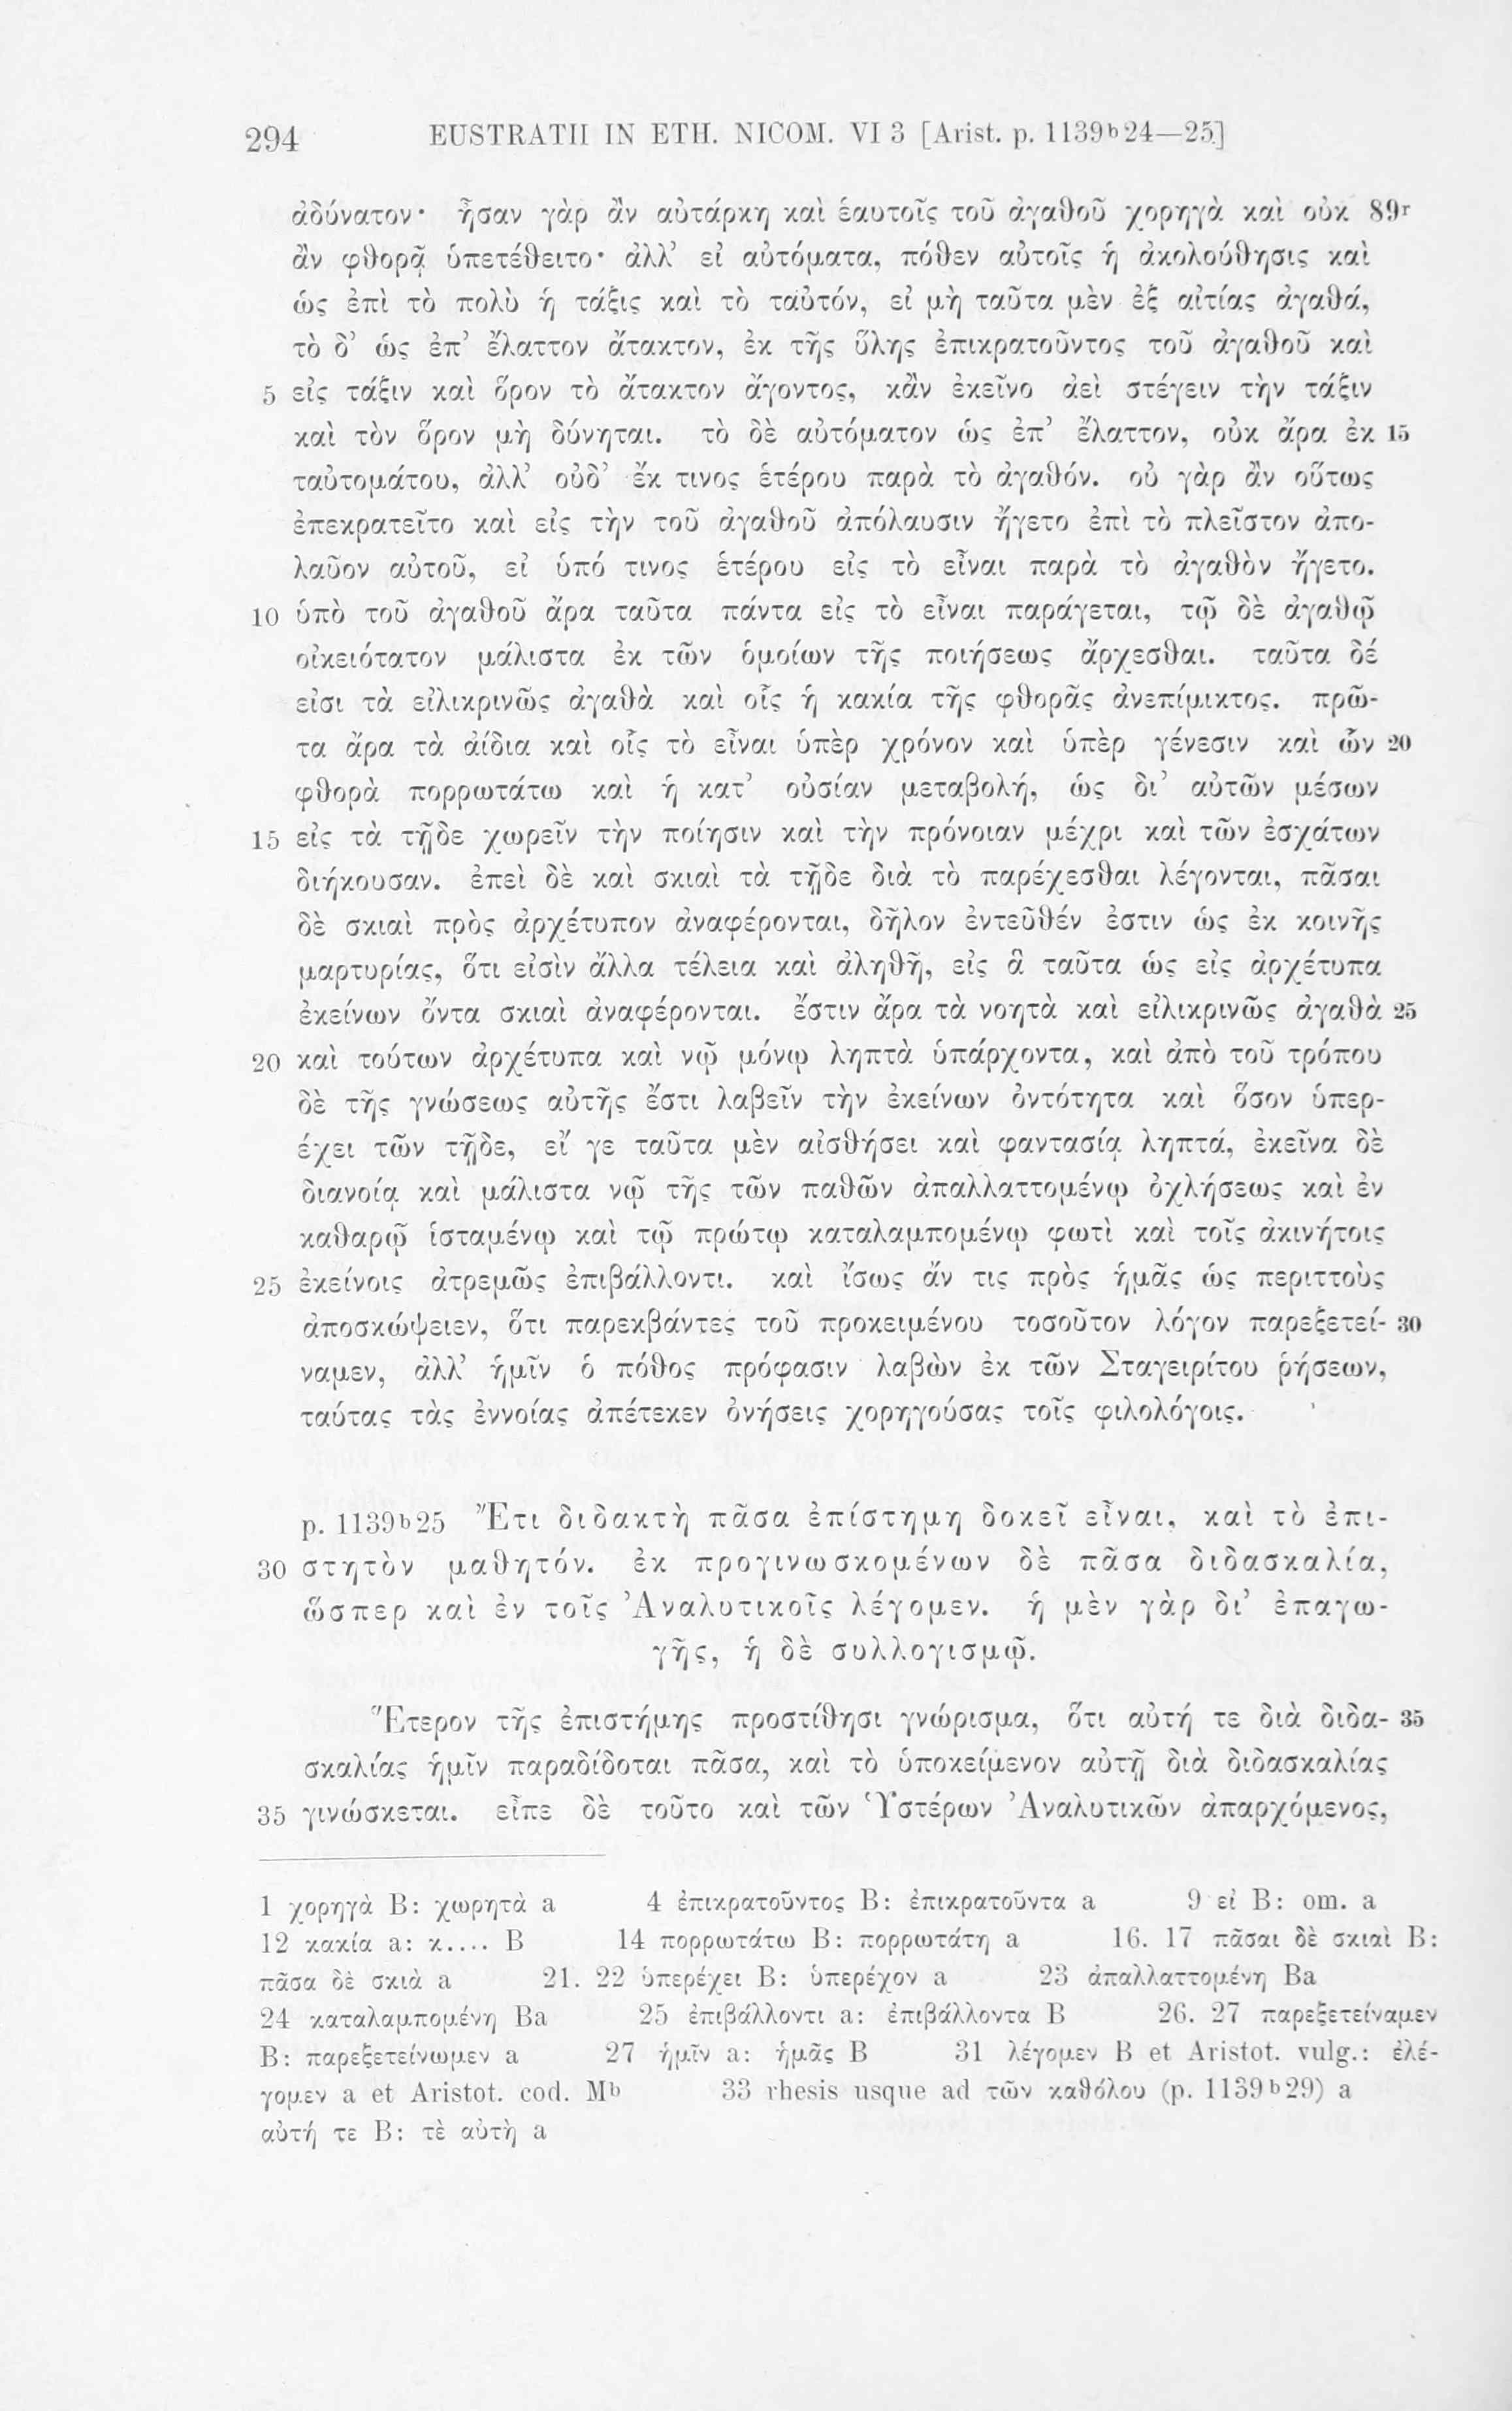 294 EUSTRATII IN ETH. NICOM. VI 3 [Arist. p. 1139b24—25]
ἀδύνατον· ἦσαν γὰρ ἂν αὐτάρκη καὶ ἑαυτοῖς τοῦ ἀγαθοῦ χορηγὰ καὶ οὐκ 89r
ἂν φθορᾷ ὑπετέθειτο· ἀλλ’ εἰ αὐτόματα, πόθεν αὐτοῖς ἡ ἀκολούθησις καὶ
ὡς ἐπὶ τὸ πολὺ ἡ τάξις καὶ τὸ ταὐτόν, εἰ μὴ ταῦτα μὲν ἐξ αἰτίας ἀγαθά,
τὸ δ’ ὡς ἐπ’ ἔλαττον ἄτακτον, ἐκ τῆς ὕλης ἐπικρατοῦντος τοῦ ἀγαθοῦ καὶ
5 εἰς τάξιν καὶ ὅρον τὸ ἄτακτον ἄγοντος, κἂν ἐκεῖνο ἀεὶ στέγειν τὴν τάξιν
καὶ τὸν ὅρον μὴ δύνηται. τὸ δὲ αὐτόματον ὡς ἐπ’ ἔλαττον, οὐκ ἄρα ἐκ 15
ταὐτομάτου, ἀλλ’ οὐδ’ ἔκ τινος ἑτέρου παρὰ τὸ ἀγαθόν. οὐ γὰρ ἂν οὕτως
ἐπεκρατεῖτο καὶ εἰς τὴν τοῦ ἀγαθοῦ ἀπόλαυσιν ἤγετο ἐπὶ τὸ πλεῖστον ἀπο-
λαῦον αὐτοῦ, εἰ ὑπό τινος ἑτέρου εἰς τὸ εἶναι παρὰ τὸ ἀγαθὸν ἤγετο.
10 ὑπὸ τοῦ ἀγαθοῦ ἄρα ταῦτα πάντα εἰς τὸ εἶναι παράγεται, τῷ δὲ ἀγαθῷ
οἰκειότατον μάλιστα ἐκ τῶν ὁμοίων τῆς ποιήσεως ἄρχεσθαι. ταῦτα δέ
εἰσι τὰ εἰλικρινῶς ἀγαθὰ καὶ οἷς ἡ κακία τῆς φθορᾶς ἀνεπίμικτος. πρῶ-
τα ἄρα τὰ ἀίδια καὶ οἷς τὸ εἶναι ὑπὲρ χρόνον καὶ ὑπὲρ γένεσιν καὶ ὧν 20
φθορὰ πορρωτάτω καὶ ἡ κατ’ οὐσίαν μεταβολή, ὡς δι’ αὐτῶν μέσων
15 εἰς τὰ τῇδε χωρεῖν τὴν ποίησιν καὶ τὴν πρόνοιαν μέχρι καὶ τῶν ἐσχάτων
διήκουσαν. ἐπεὶ δὲ καὶ σκιαὶ τὰ τῇδε διὰ τὸ παρέχεσθαι λέγονται, πᾶσαι
δὲ σκιαὶ πρὸς ἀρχέτυπον ἀναφέρονται, δῆλον ἐντεῦθέν ἐστιν ὡς ἐκ κοινῆς
μαρτυρίας, ὅτι εἰσὶν ἄλλα τέλεια καὶ ἀληθῆ, εἰς ἃ ταῦτα ὡς εἰς ἀρχέτυπα
ἐκείνων ὄντα σκιαὶ ἀναφέρονται. ἔστιν ἄρα τὰ νοητὰ καὶ εἰλικρινῶς ἀγαθὰ 25
20 καὶ τούτων ἀρχέτυπα καὶ νῷ μόνῳ ληπτὰ ὑπάρχοντα, καὶ ἀπὸ τοῦ τρόπου
δὲ τῆς γνώσεως αὐτῆς ἔστι λαβεῖν τὴν ἐκείνων ὀντότητα καὶ ὅσον ὑπερ-
έχει τῶν τῇδε, εἴ γε ταῦτα μὲν αἰσθήσει καὶ φαντασίᾳ ληπτά, ἐκεῖνα δὲ
διανοίᾳ καὶ μάλιστα νῷ τῆς τῶν παθῶν ἀπαλλαττομένῳ ὀχλήσεως καὶ ἐν
καθαρῷ ἱσταμένῳ καὶ τῷ πρώτῳ καταλαμπομένῳ φωτὶ καὶ τοῖς ἀκινήτοις
25 ἐκείνοις ἀτρεμῶς ἐπιβάλλοντι. καὶ ἴσως ἄν τις πρὸς ἡμᾶς ὡς περιττοὺς
ἀποσκώψειεν, ὅτι παρεκβάντες τοῦ προκειμένου τοσοῦτον λόγον παρεξετεί- 30
ναμεν, ἀλλ’ ἡμῖν ὁ πόθος πρόφασιν λαβὼν ἐκ τῶν Σταγειρίτου ῥήσεων,
ταύτας τὰς ἐννοίας ἀπέτεκεν ὀνήσεις χορηγούσας τοῖς φιλολόγοις.
p. 1139b25 Ἔτι διδακτὴ πᾶσα ἐπίστημη δοκεῖ εἶναι, καὶ τὸ ἐπι-
30 στητὸν μαθητόν. ἐκ προγινωσκομένων δὲ πᾶσα διδασκαλία,
ὥσπερ καὶ ἐν τοῖς Ἀναλυτικοῖς λέγομεν. ἡ μὲν γὰρ δι’ ἐπαγω-
γῆς, ἡ δὲ συλλογισμῷ.
Ἕτερον τῆς ἐπιστήμης προστίθησι γνώρισμα, ὅτι αὐτή τε διὰ διδα- 35
σκαλίας ἡμῖν παραδίδοται πᾶσα, καὶ τὸ ὑποκείμενον αὐτῇ διὰ διδασκαλίας
35 γινώσκεται. εἶπε δὲ τοῦτο καὶ τῶν Ὑστέρων Ἀναλυτικῶν ἀπαρχόμενος,
1 χορηγὰ B: χωρητὰ a 4 ἐπικρατοῦντος B: ἐπικρατοῦντα a 9 εἰ B: om. a
12 κακία a: κ.... B 14 πορρωτάτω B: πορρωτάτη a 16. 17 πᾶσαι δὲ σκιαὶ B:
πᾶσα δὲ σκιὰ a 21. 22 ὑπερέχει B: ὑπερέχον a 23 ἀπαλλαττομένη Ba
24 καταλαμπομένη Ba 25 ἐπιβάλλοντι a: ἐπιβάλλοντα B 26. 27 παρεξετείναμεν
B: παρεξετείνωμεν a 27 ἡμῖν a: ἡμᾶς B 31 λέγομεν B et Aristot. vulg.: ἐλέ-
γομεν a et Aristot. cod. Mb 33 rhesis usque ad τῶν καθόλου (p. 1139b29) a
αὐτή τε B: τὲ αὐτὴ a